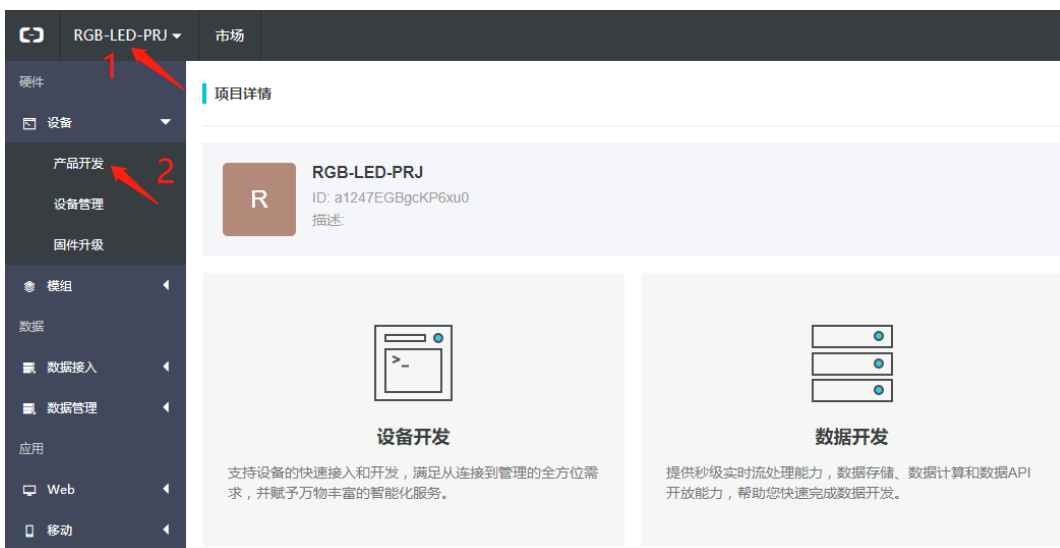 RGB-LED-PRJ 市场
1
硬件
设备
产品开发
2
设备管理
固件升级
模组
数据
数据接入
数据管理
应用
Web
移动
项目详情
R
RGB-LED-PRJ
ID: a1247EGBgcKP6xu0
描述:
>_
设备开发
支持设备的快速接入和开发，满足从连接到管理的全方位需
求，并赋予万物丰富的智能化服务。
数据开发
提供秒级实时流处理能力，数据存储、数据计算和数据API
开放能力，帮助您快速完成数据开发。